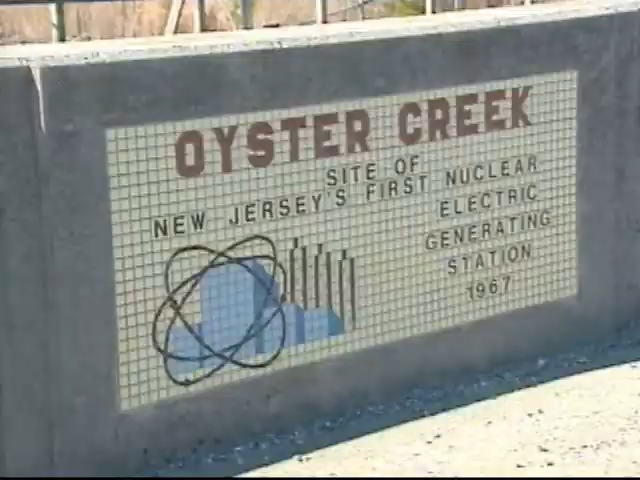 OYSTER CREEK
SITE OF
NEW JERSEY'S FIRST NUCLEAR
ELECTRIC
GENERATING
STATION
1967